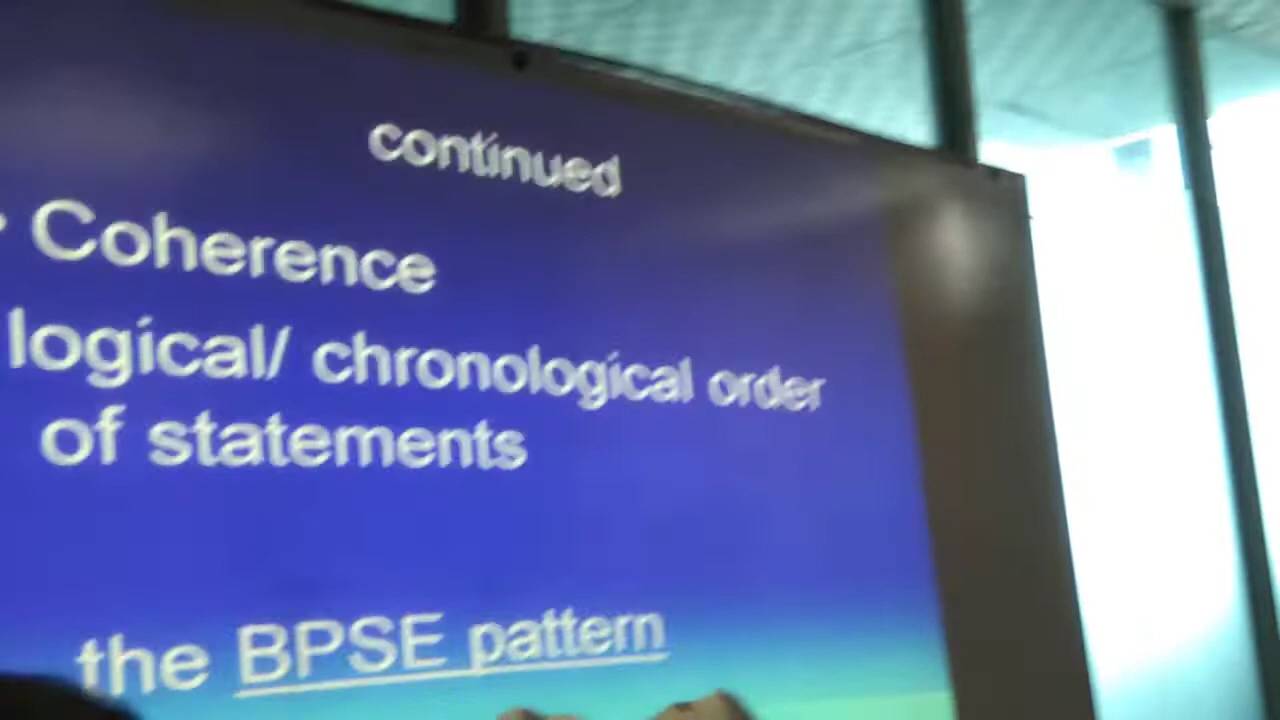 continued
• Coherence
logical/ chronological order
of statements
the BPSE pattern